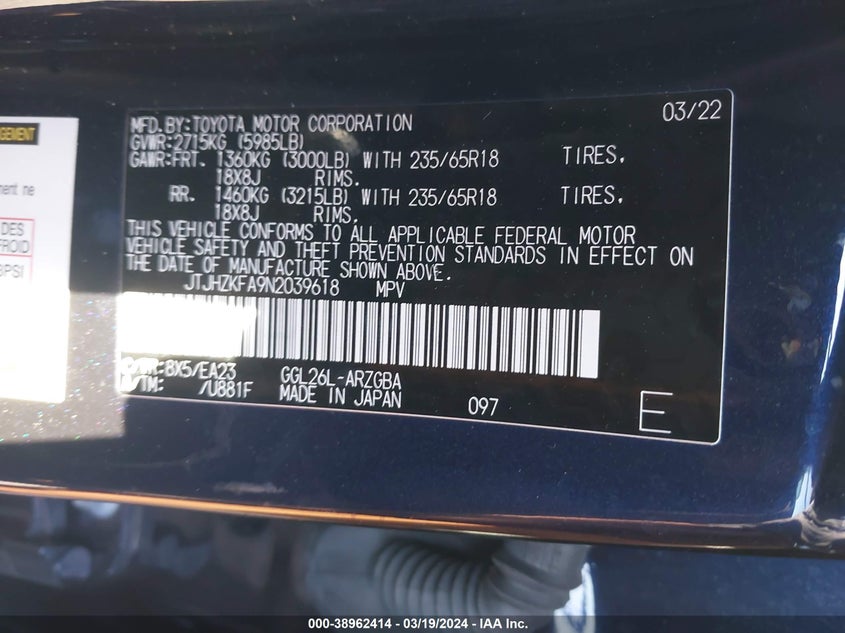 MFD.BY:TOYOTA MOTOR CORPORATION 03/22
GVWR:2715KG (5985LB)
GAWR:FRT. 1360KG (3000LB) WITH 235/65R18 TIRES.
18X8J RIMS.
RR. 1460KG (3215LB) WITH 235/65R18 TIRES.
18X8J RIMS.
THIS VEHICLE CONFORMS TO ALL APPLICABLE FEDERAL MOTOR
VEHICLE SAFETY AND THEFT PREVENTION STANDARDS IN EFFECT ON
THE DATE OF MANUFACTURE SHOWN ABOVE.
JTJHZKFA9N2039618 MPV
8X5/EA23 GGL26L-ARZGBA
/U881F MADE IN JAPAN 097 E
ne
DES
FROID
000-38962414 - 03/19/2024 - IAA Inc.